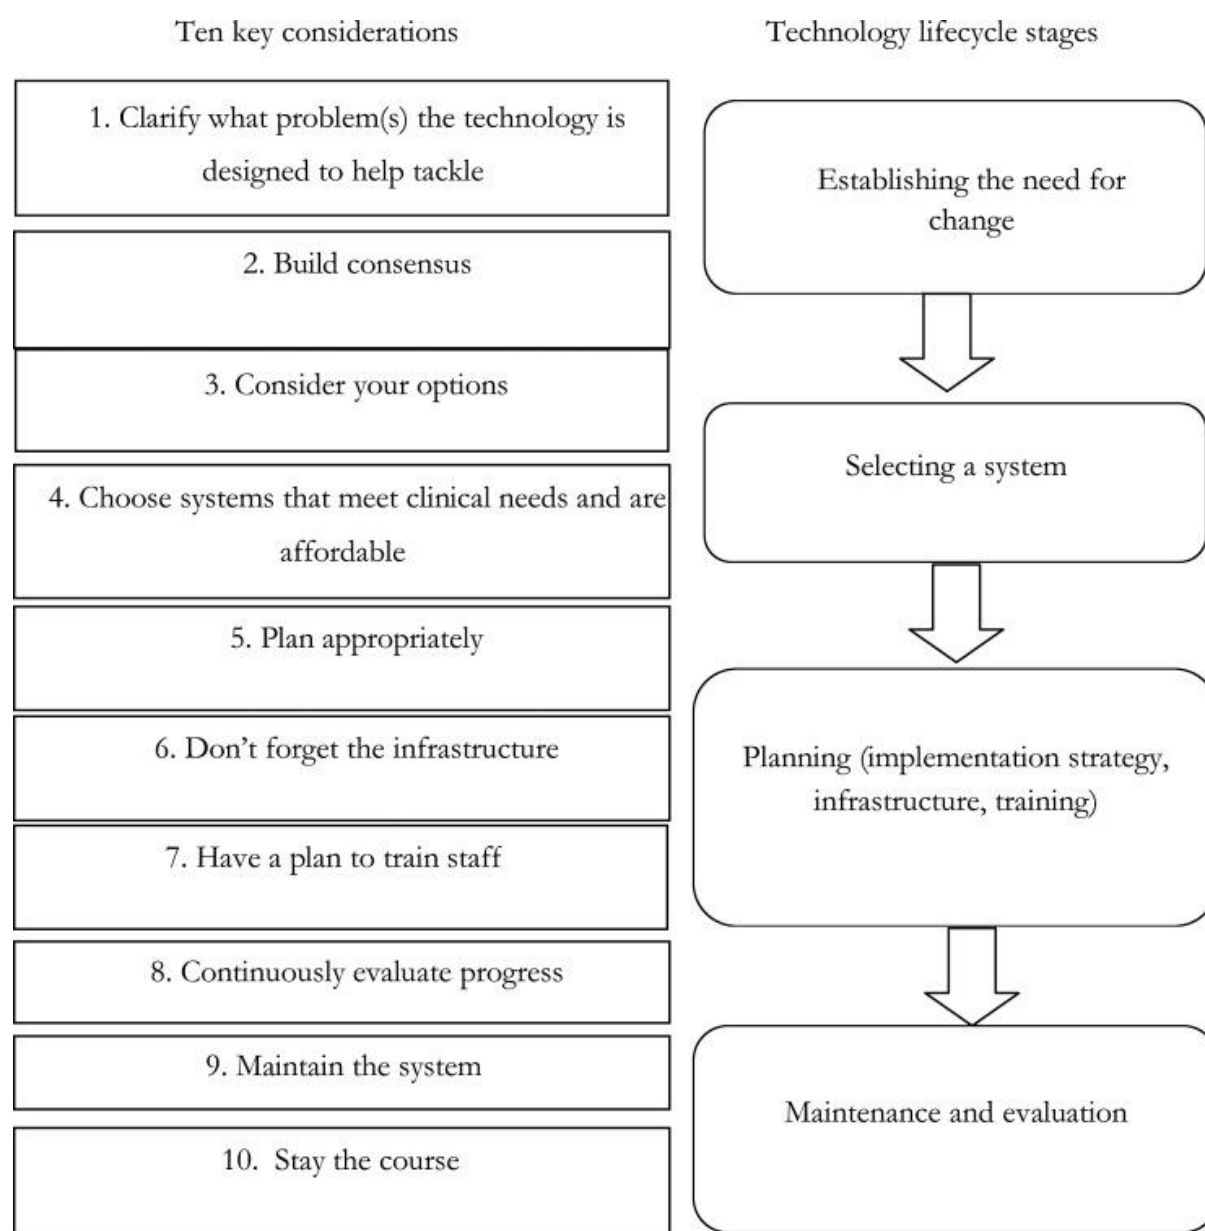 Ten key considerations
1. Clarify what problem(s) the technology is
designed to help tackle
2. Build consensus
3. Consider your options
4. Choose systems that meet clinical needs and are
affordable
5. Plan appropriately
6. Don’t forget the infrastructure
7. Have a plan to train staff
8. Continuously evaluate progress
9. Maintain the system
10.  Stay the course
Technology lifecycle stages
Establishing the need for
change
Selecting a system
Planning (implementation strategy,
infrastructure, training)
Maintenance and evaluation